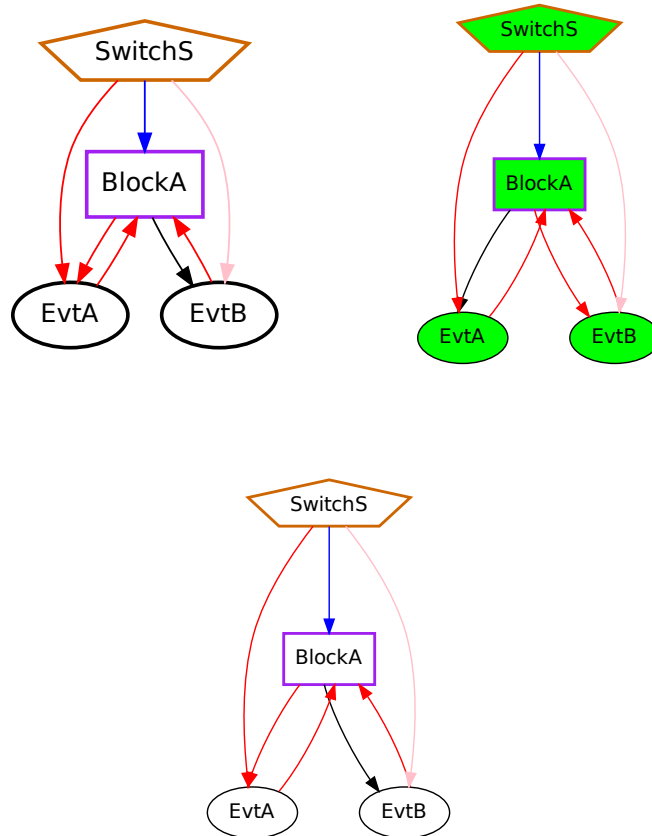 SwitchS
BlockA
EvtA
EvtB
SwitchS
BlockA
EvtA
EvtB
SwitchS
BlockA
EvtA
EvtB